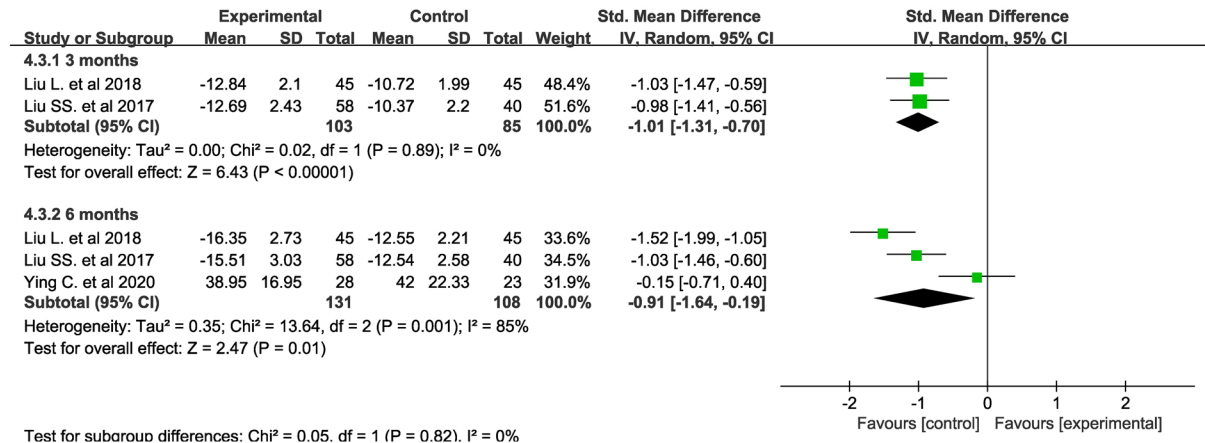 Experimental Control Std. Mean Difference Std. Mean Difference
Study or Subgroup Mean SD Total Mean SD Total Weight IV, Random, 95% CI IV, Random, 95% CI
4.3.1 3 months
Liu L. et al 2018 -12.84 2.1 45 -10.72 1.99 45 48.4% -1.03 [-1.47, -0.59]
Liu SS. et al 2017 -12.69 2.43 58 -10.37 2.2 40 51.6% -0.98 [-1.41, -0.56]
Subtotal (95% CI) 103 85 100.0% -1.01 [-1.31, -0.70]
Heterogeneity: Tau² = 0.00; Chi² = 0.02, df = 1 (P = 0.89); I² = 0%
Test for overall effect: Z = 6.43 (P < 0.00001)
4.3.2 6 months
Liu L. et al 2018 -16.35 2.73 45 -12.55 2.21 45 33.6% -1.52 [-1.99, -1.05]
Liu SS. et al 2017 -15.51 3.03 58 -12.54 2.58 40 34.5% -1.03 [-1.46, -0.60]
Ying C. et al 2020 38.95 16.95 28 42 22.33 23 31.9% -0.15 [-0.71, 0.40]
Subtotal (95% CI) 131 108 100.0% -0.91 [-1.64, -0.19]
Heterogeneity: Tau² = 0.35; Chi² = 13.64, df = 2 (P = 0.001); I² = 85%
Test for overall effect: Z = 2.47 (P = 0.01)
-2 -1 0 1 2
Favours [control] Favours [experimental]
Test for subgroup differences: Chi² = 0.05, df = 1 (P = 0.82), I² = 0%